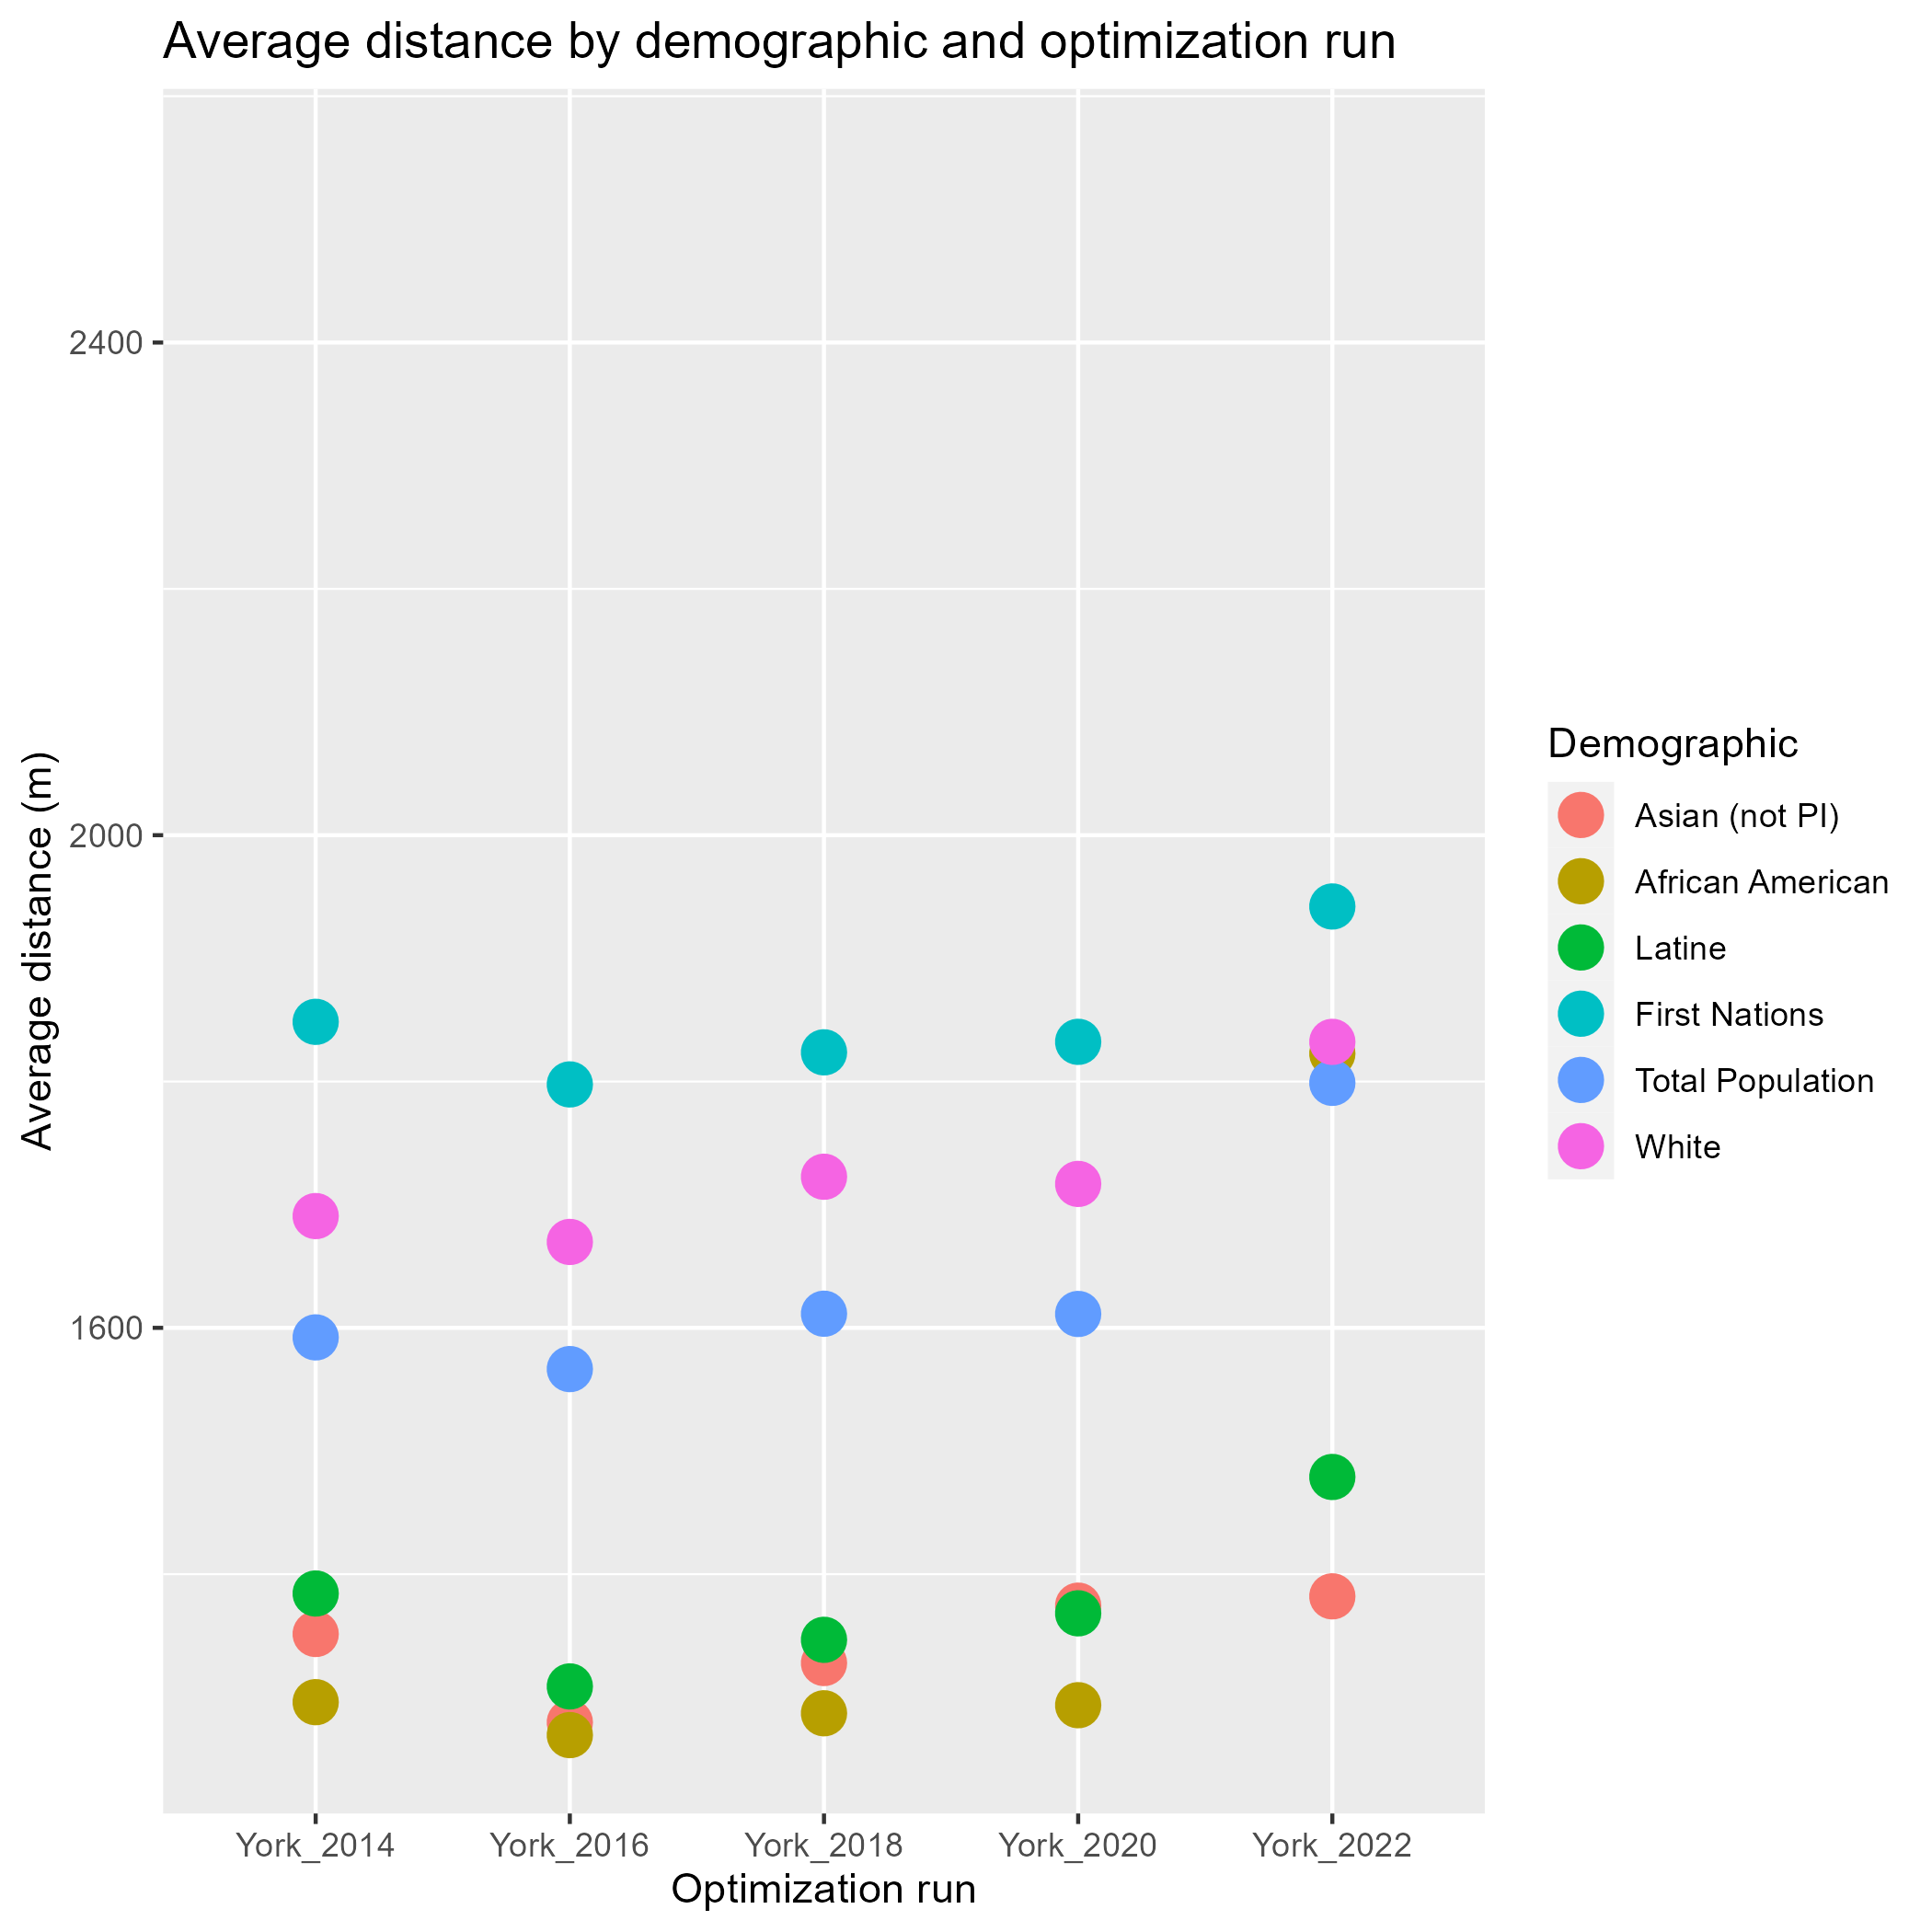 Average distance by demographic and optimization run
Average distance (m)
2400
2000
1600
York_2014
York_2016
York_2018
York_2020
York_2022
Optimization run
Demographic
Asian (not PI)
African American
Latine
First Nations
Total Population
White